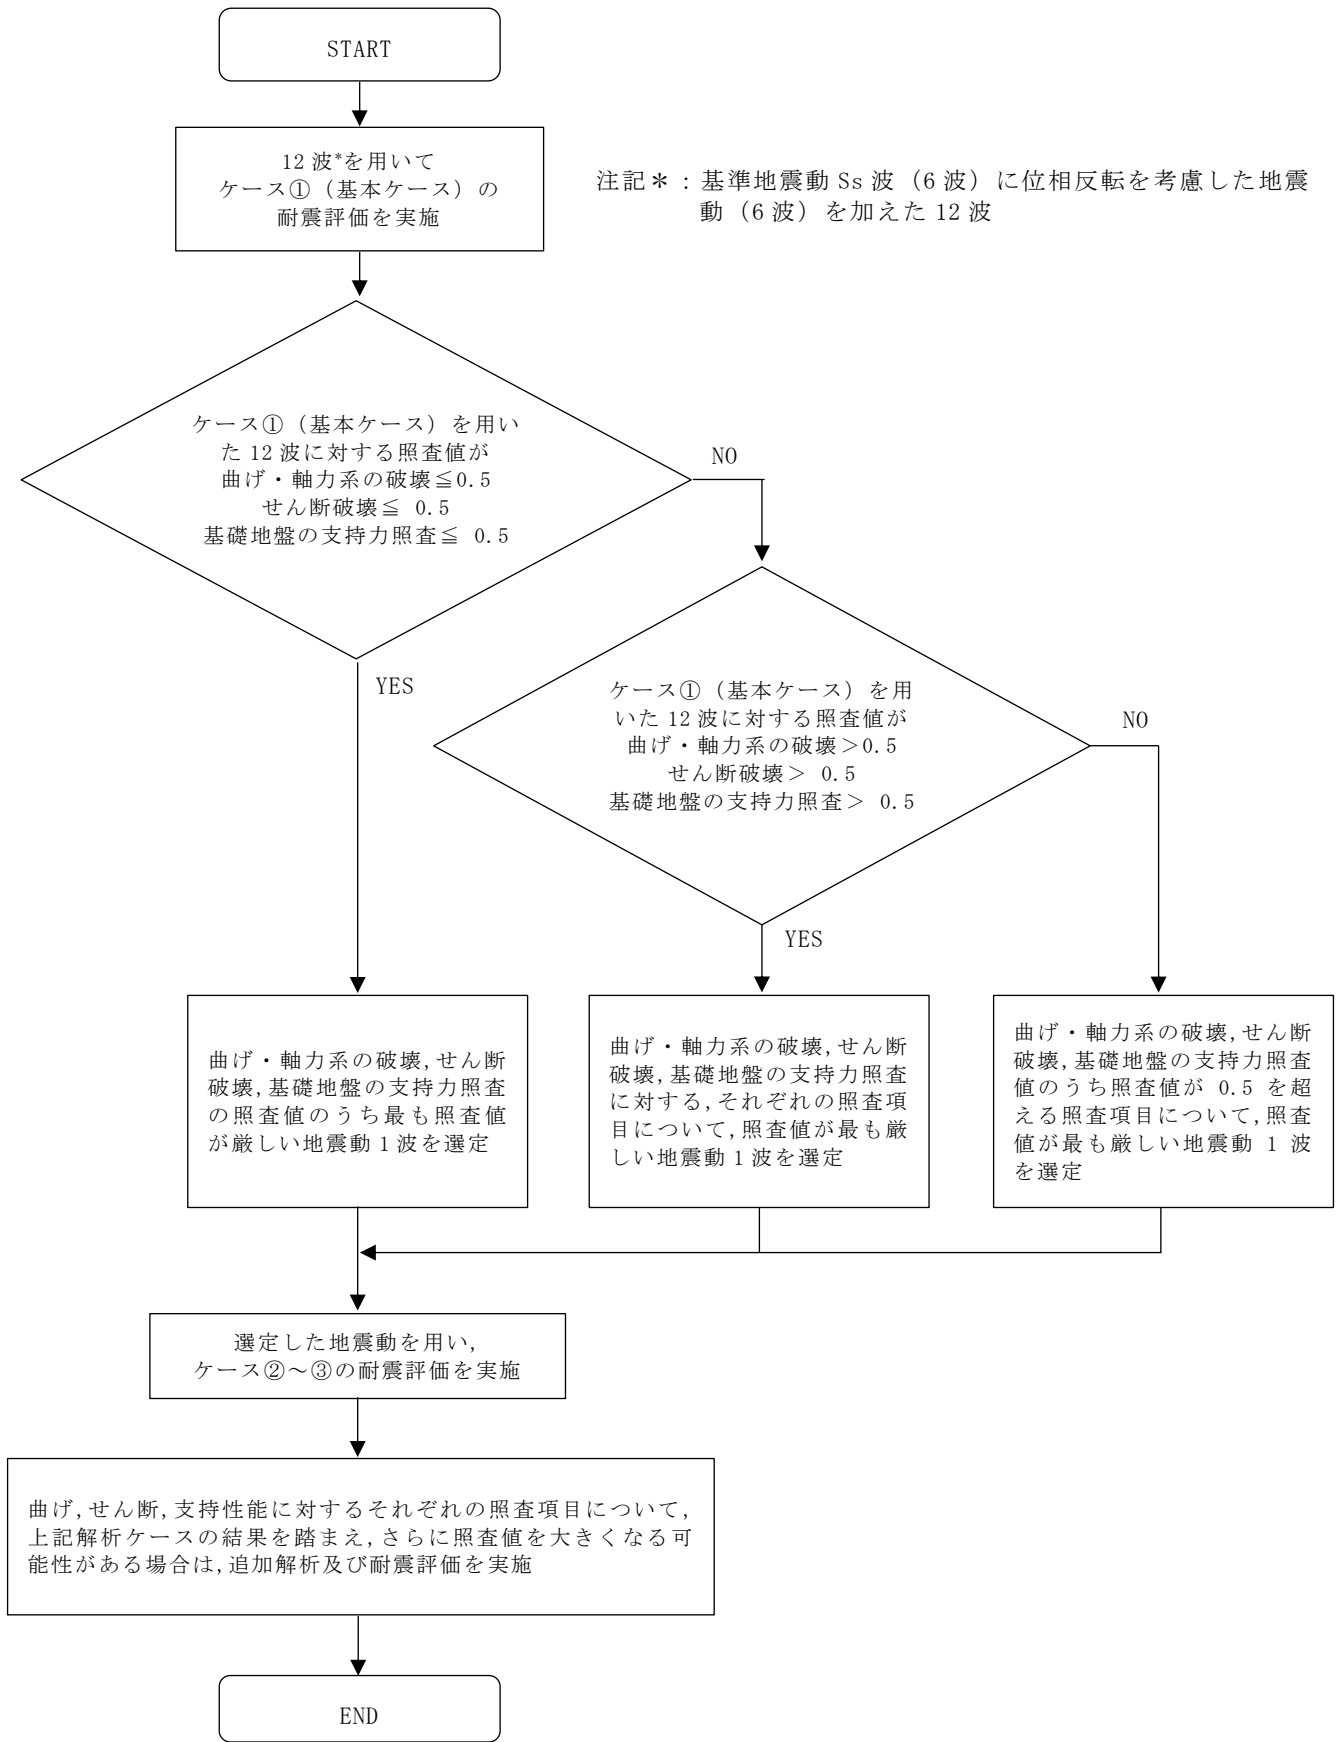 START
12 波*を用いて
ケース①（基本ケース）の
耐震評価を実施
注記＊：基準地震動 Ss 波（6 波）に位相反転を考慮した地震
動（6 波）を加えた 12 波
ケース①（基本ケース）を用い
た 12 波に対する照査値が
曲げ・軸力系の破壊≦0.5
せん断破壊≦ 0.5
基礎地盤の支持力照査≦ 0.5
NO
YES
ケース①（基本ケース）を用
いた 12 波に対する照査値が
曲げ・軸力系の破壊＞0.5
せん断破壊＞ 0.5
基礎地盤の支持力照査＞ 0.5
NO
YES
曲げ・軸力系の破壊,せん断
破壊,基礎地盤の支持力照査
の照査値のうち最も照査値
が厳しい地震動 1 波を選定
曲げ・軸力系の破壊,せん断
破壊,基礎地盤の支持力照査
に対する,それぞれの照査項
目について,照査値が最も厳
しい地震動 1 波を選定
曲げ・軸力系の破壊,せん断
破壊,基礎地盤の支持力照査
値のうち照査値が 0.5 を超
える照査項目について,照査
値が最も厳しい地震動 1 波
を選定
選定した地震動を用い,
ケース②～③の耐震評価を実施
曲げ,せん断,支持性能に対するそれぞれの照査項目について,
上記解析ケースの結果を踏まえ,さらに照査値を大きくなる可
能性がある場合は,追加解析及び耐震評価を実施
END